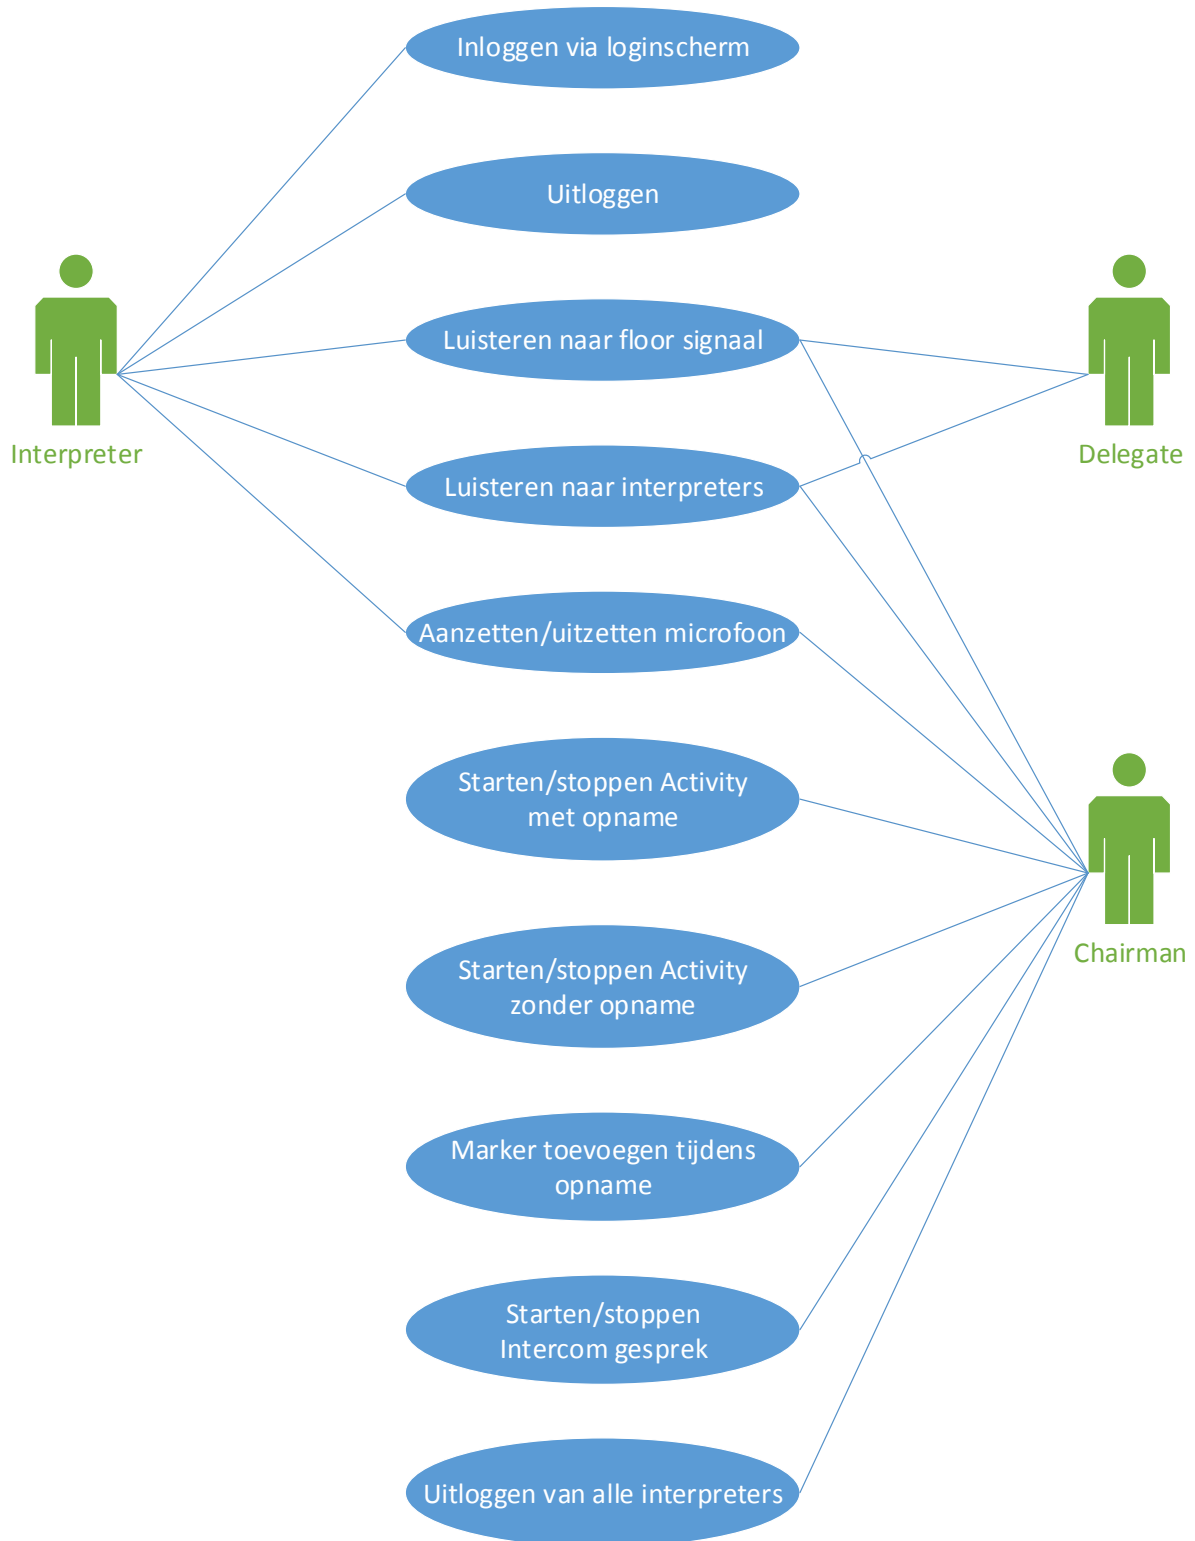 Inloggen via loginscherm
Uitloggen
Luisteren naar floor signaal
Interpreter
Delegate
Luisteren naar interpreters
Aanzetten/uitzetten microfoon
Starten/stoppen Activity
met opname
Chairman
Starten/stoppen Activity
zonder opname
Marker toevoegen tijdens
opname
Starten/stoppen
Intercom gesprek
Uitloggen van alle interpreters